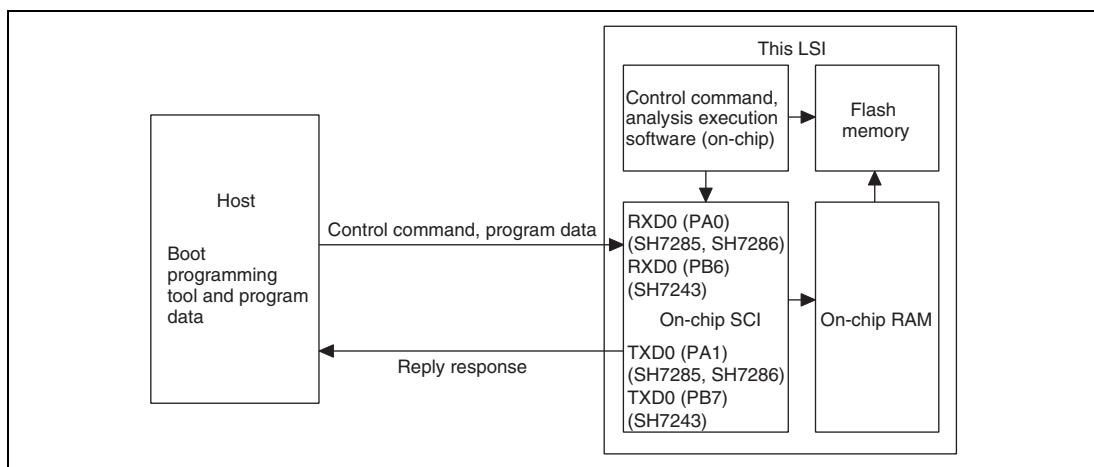 This LSI
Control command,
analysis execution
software (on-chip)
Flash
memory
Host
Boot
programming
tool and program
data
Control command, program data
Reply response
RXD0 (PA0)
(SH7285, SH7286)
RXD0 (PB6)
(SH7243)
On-chip SCI
TXD0 (PA1)
(SH7285, SH7286)
TXD0 (PB7)
(SH7243)
On-chip RAM